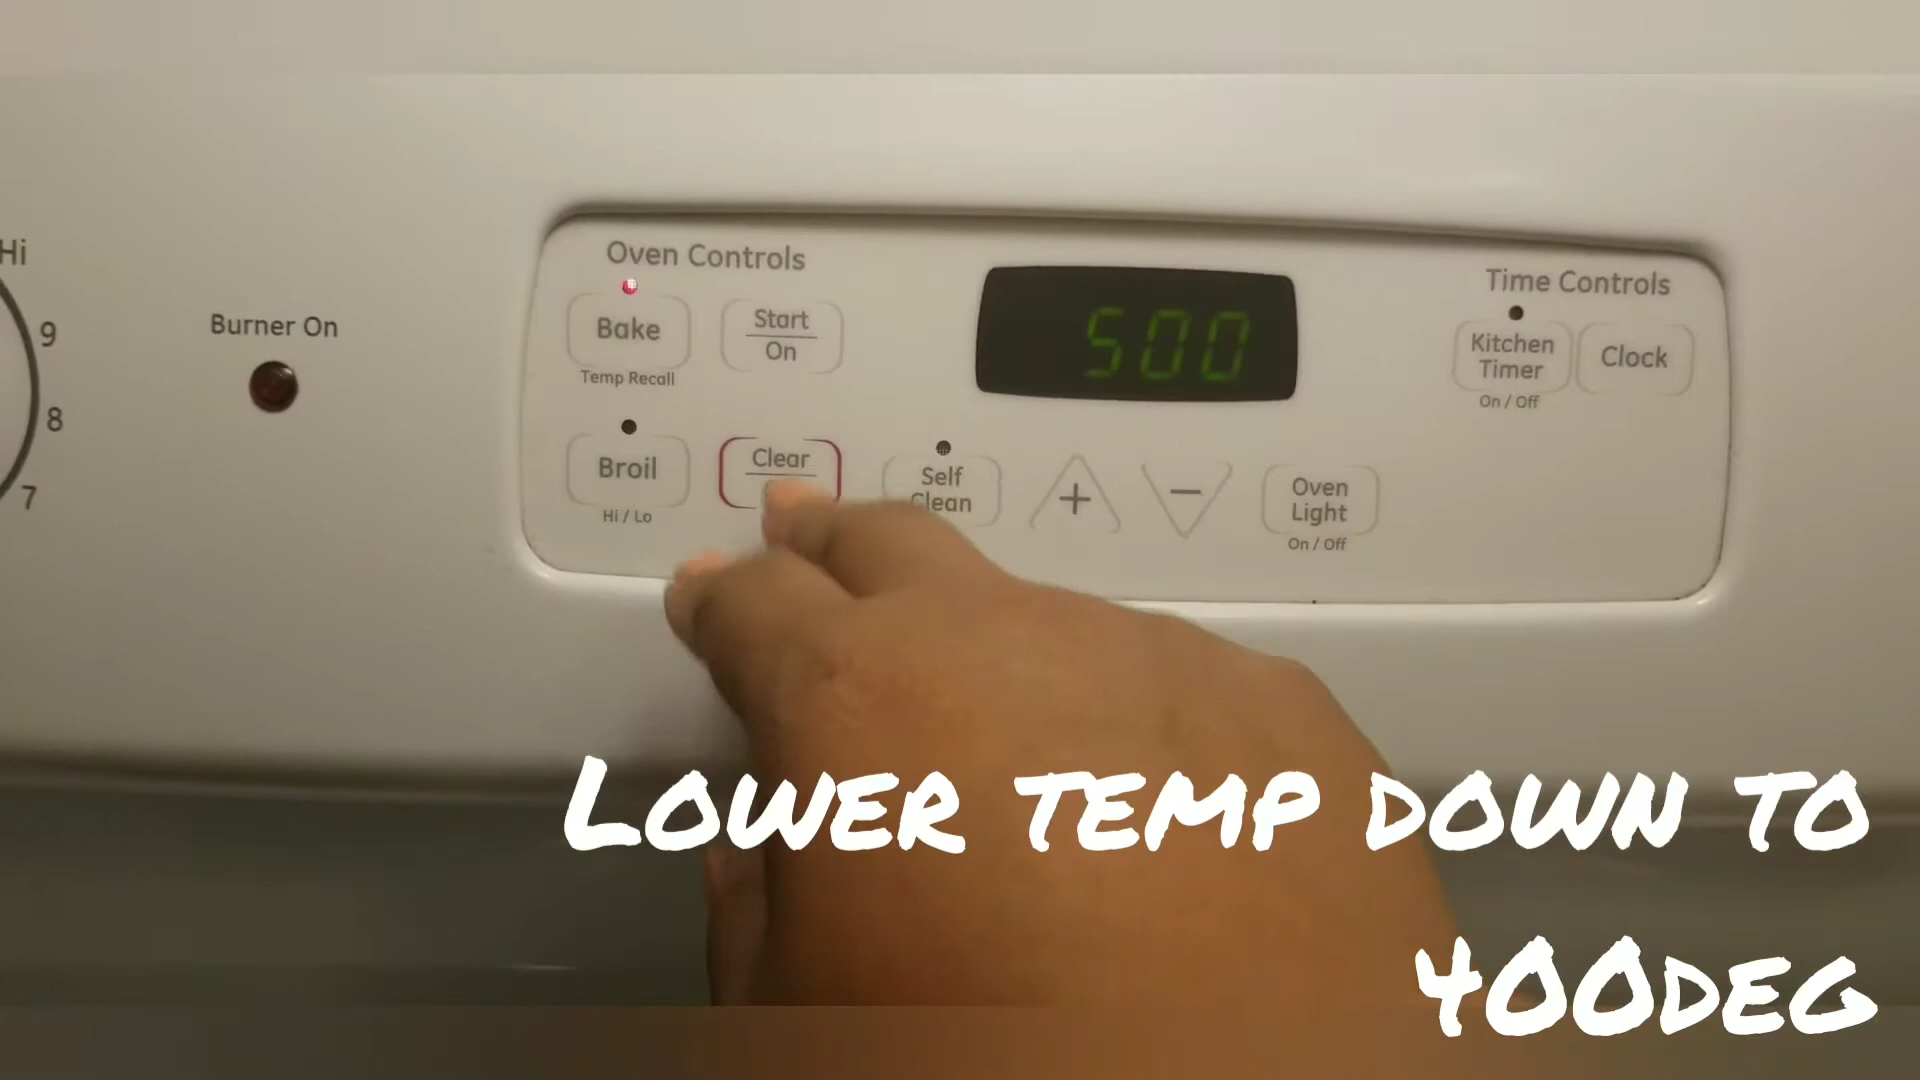 Hi
9
8
7
Burner On
Oven Controls
Bake
Temp Recall
Start
On
Broil
Hi / Lo
Clear
500
Self
Clean
+
−
Oven
Light
On / Off
Time Controls
Kitchen
Timer
On / Off
Clock
LOWER TEMP DOWN TO
400DEG